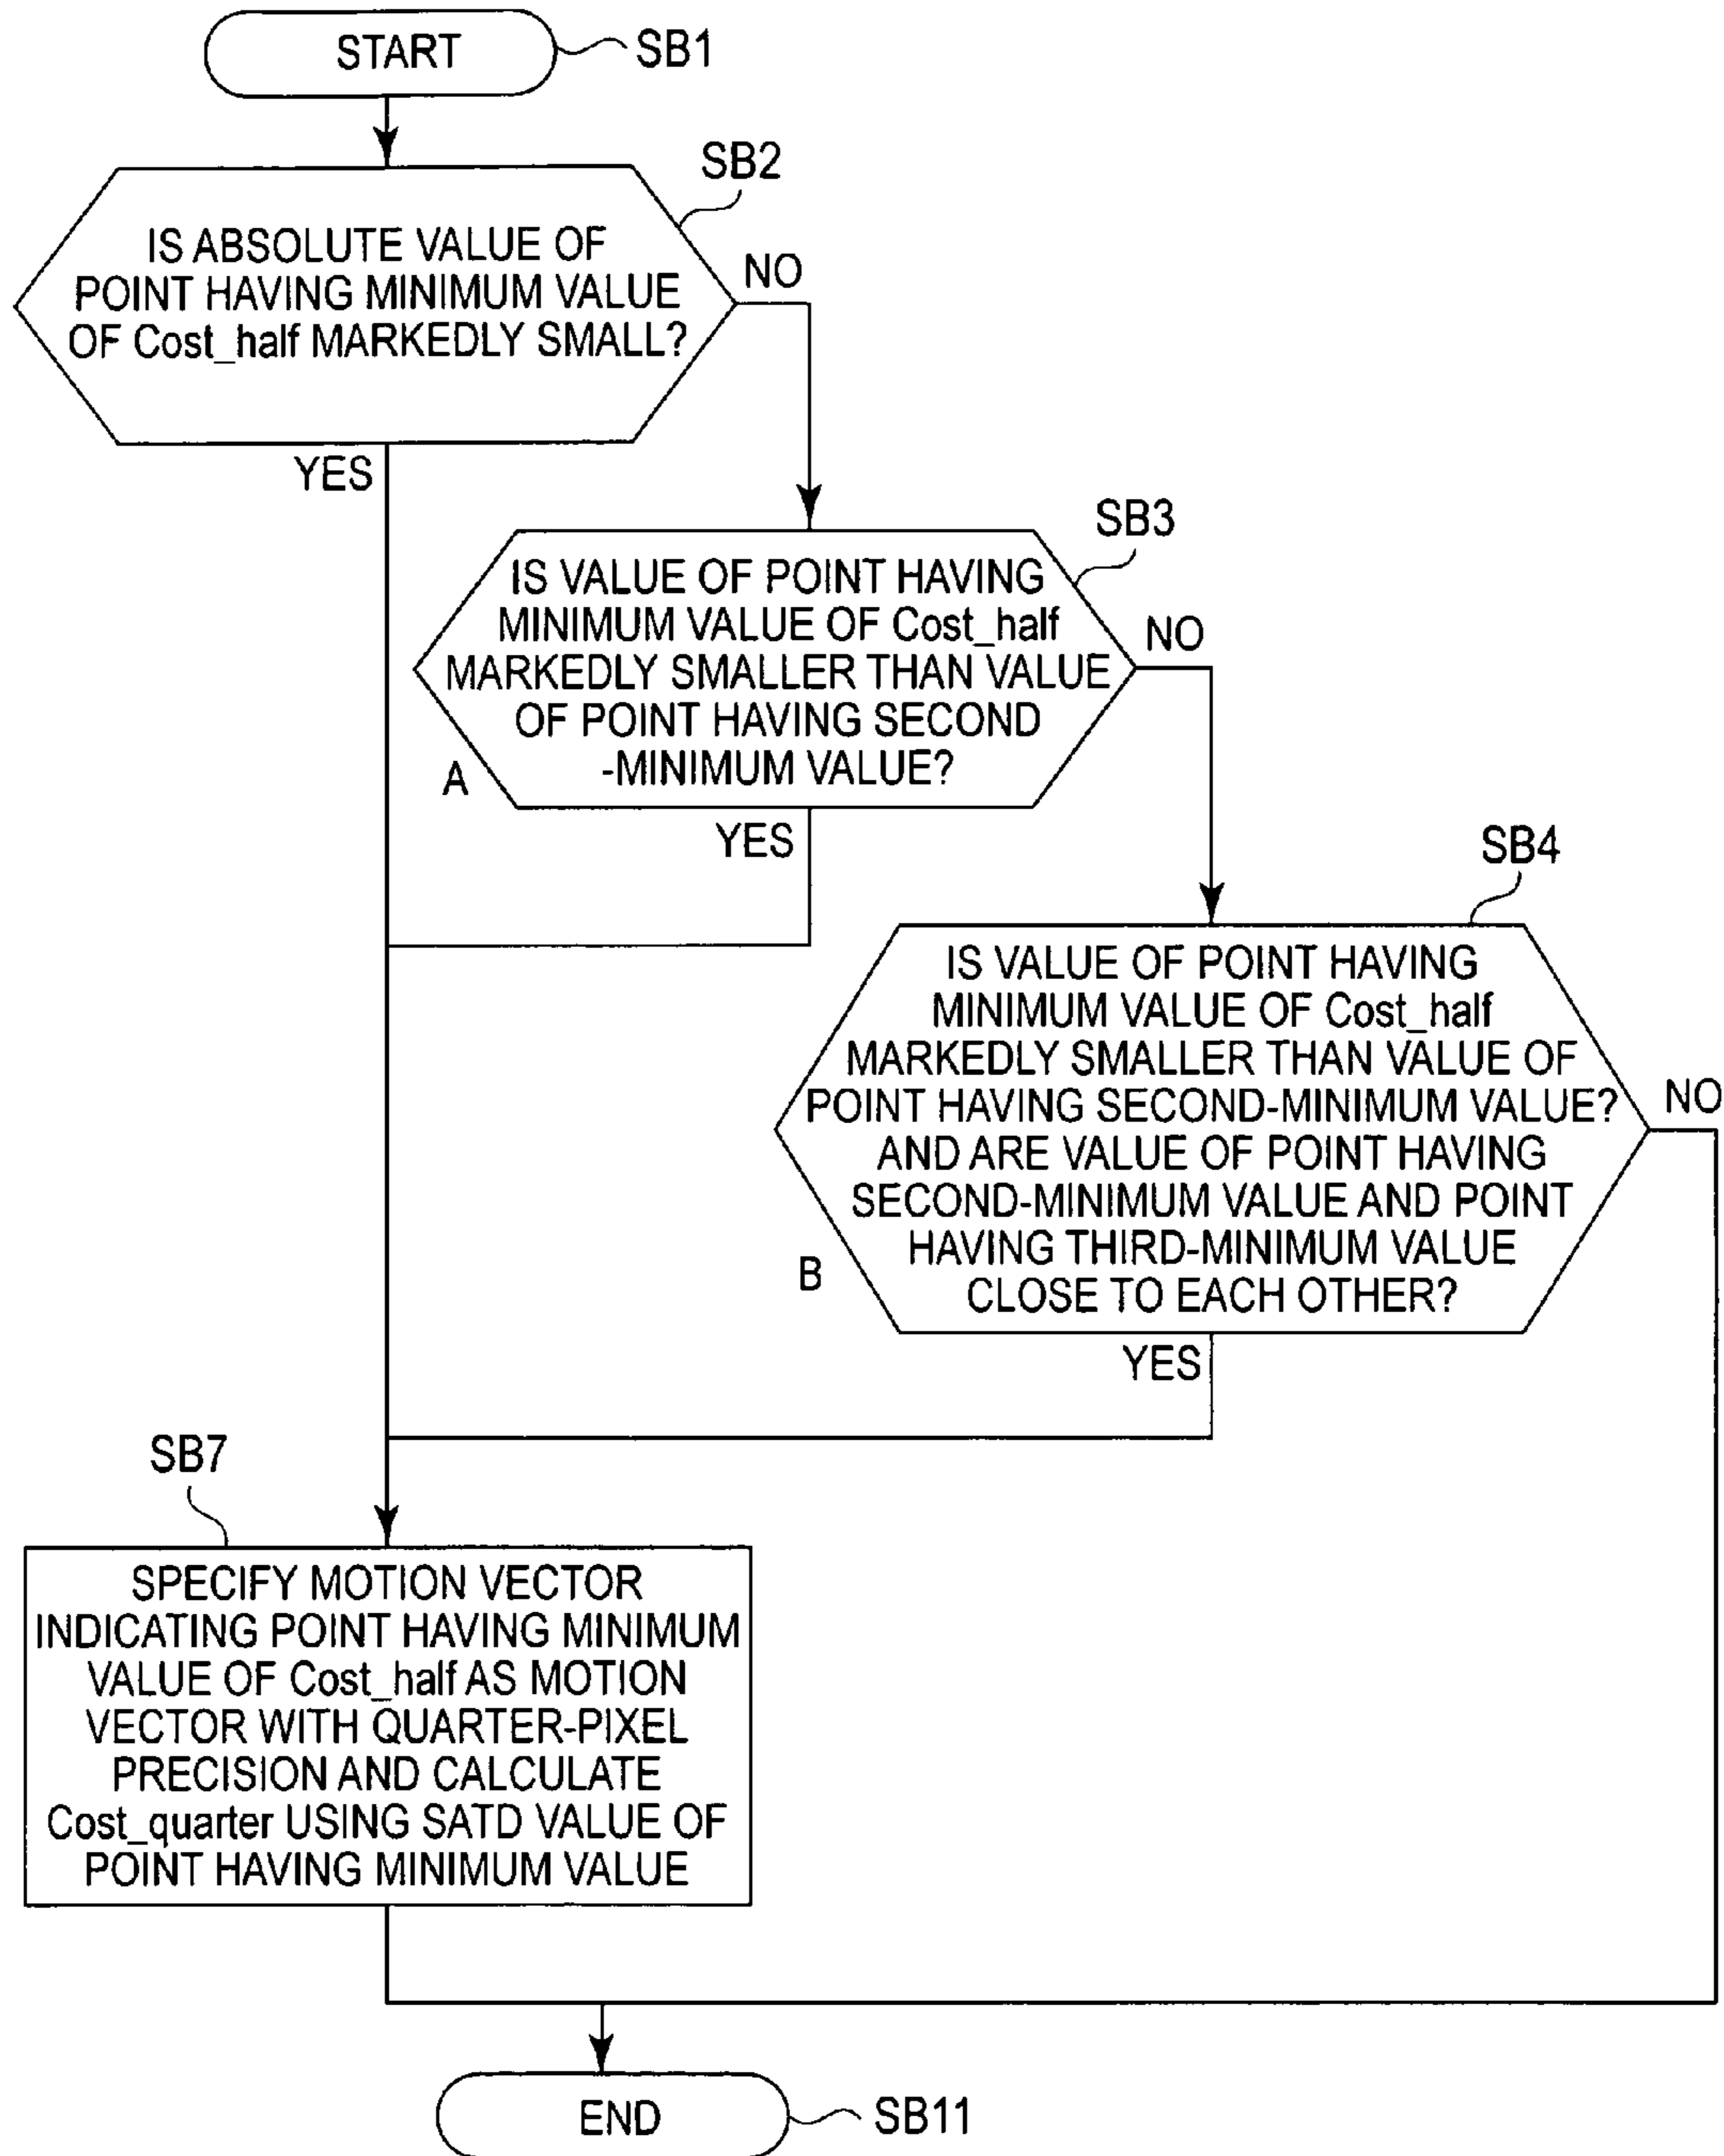 START
SB1
SB2
IS ABSOLUTE VALUE OF
POINT HAVING MINIMUM VALUE
OF Cost_half MARKEDLY SMALL?
NO
YES
SB3
IS VALUE OF POINT HAVING
MINIMUM VALUE OF Cost_half
MARKEDLY SMALLER THAN VALUE
OF POINT HAVING SECOND
-MINIMUM VALUE?
NO
A
YES
SB4
IS VALUE OF POINT HAVING
MINIMUM VALUE OF Cost_half
MARKEDLY SMALLER THAN VALUE OF
POINT HAVING SECOND-MINIMUM VALUE?
AND ARE VALUE OF POINT HAVING
SECOND-MINIMUM VALUE AND POINT
HAVING THIRD-MINIMUM VALUE
CLOSE TO EACH OTHER?
NO
B
YES
SB7
SPECIFY MOTION VECTOR
INDICATING POINT HAVING MINIMUM
VALUE OF Cost_half AS MOTION
VECTOR WITH QUARTER-PIXEL
PRECISION AND CALCULATE
Cost_quarter USING SATD VALUE OF
POINT HAVING MINIMUM VALUE
END
SB11